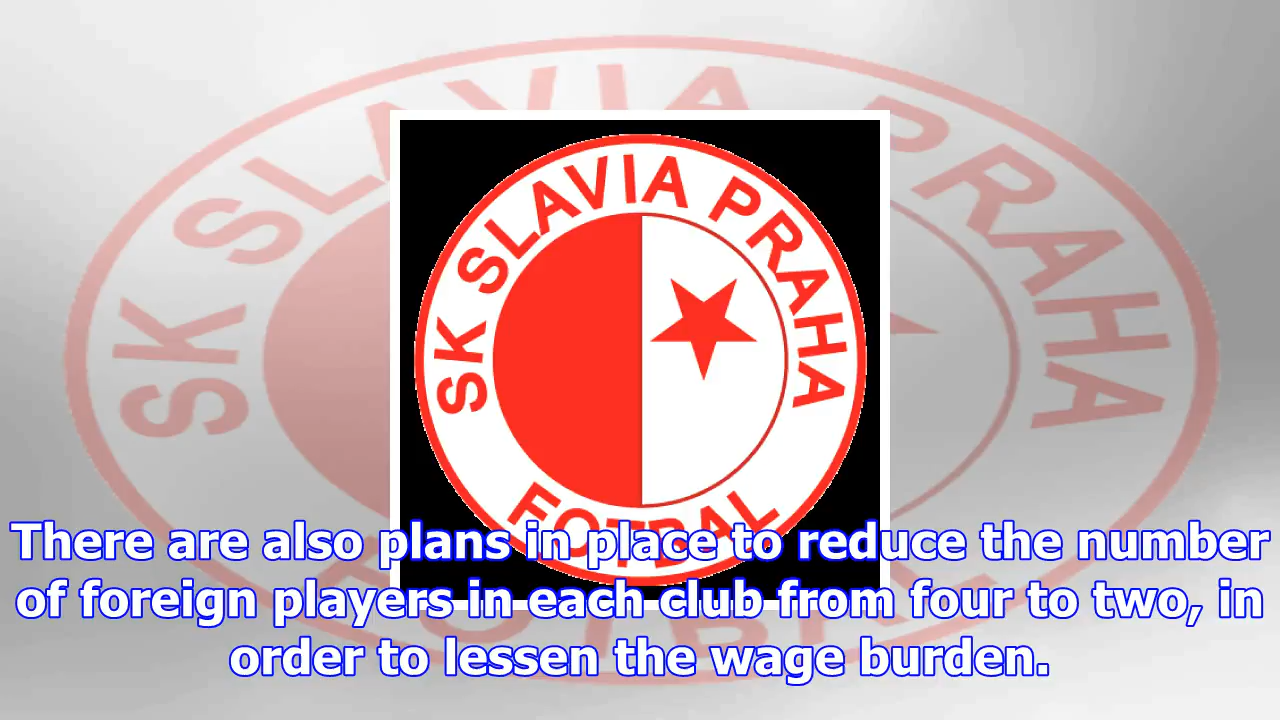 SK SLAVIA PRAHA
FOTBAL
There are also plans in place to reduce the number
of foreign players in each club from four to two, in
order to lessen the wage burden.